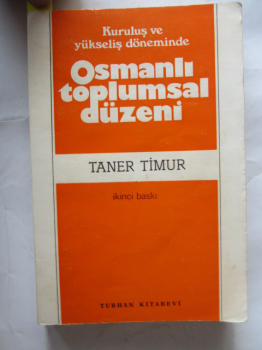 Kuruluş ve
yükseliş döneminde
Osmanlı
toplumsal
düzeni
TANER TİMUR
ikinci baskı
TURHAN KİTABEVİ